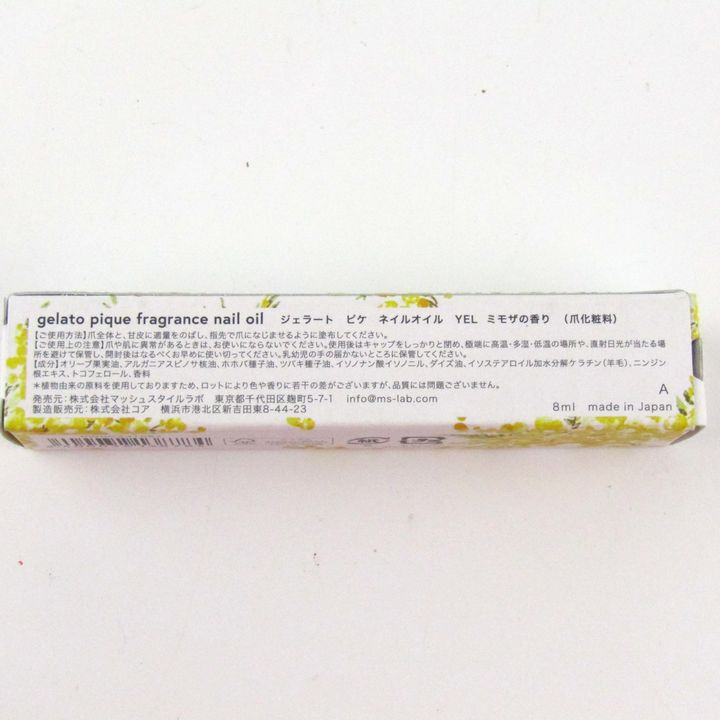 gelato pique fragrance nail oil ジェラート ピケ ネイルオイル YEL ミモザの香り (爪化粧料)
【ご使用方法】爪全体と、甘皮に適量をのばし、指先で爪になじませるように塗布してください。
【ご使用上の注意】爪や肌に異常があるときは、お使いにならないでください。使用後はキャップをしっかりと閉め、極端に高温・多湿・低温の場所や、直射日光が当たる場
所を避けて保管し、開封後はなるべくお早めに使い切ってください。乳幼児の手の届かないところに保管してください。
【成分】オリーブ果実油、アルガニアスピノサ核油、ホホバ種子油、ツバキ種子油、イソノナン酸イソノニル、ダイズ油、イソステアロイル加水分解ケラチン(羊毛)、ニンジン
根エキス、トコフェロール、香料
*植物由来の原料を使用しておりますため、ロットにより色や香りに若干の差がございますが、品質には問題ございません。
発売元:株式会社マッシュスタイルラボ 東京都千代田区麹町5-7-1 info@ms-lab.com
製造販売元:株式会社コア 横浜市港北区新吉田東8-44-23
A
8ml made in Japan